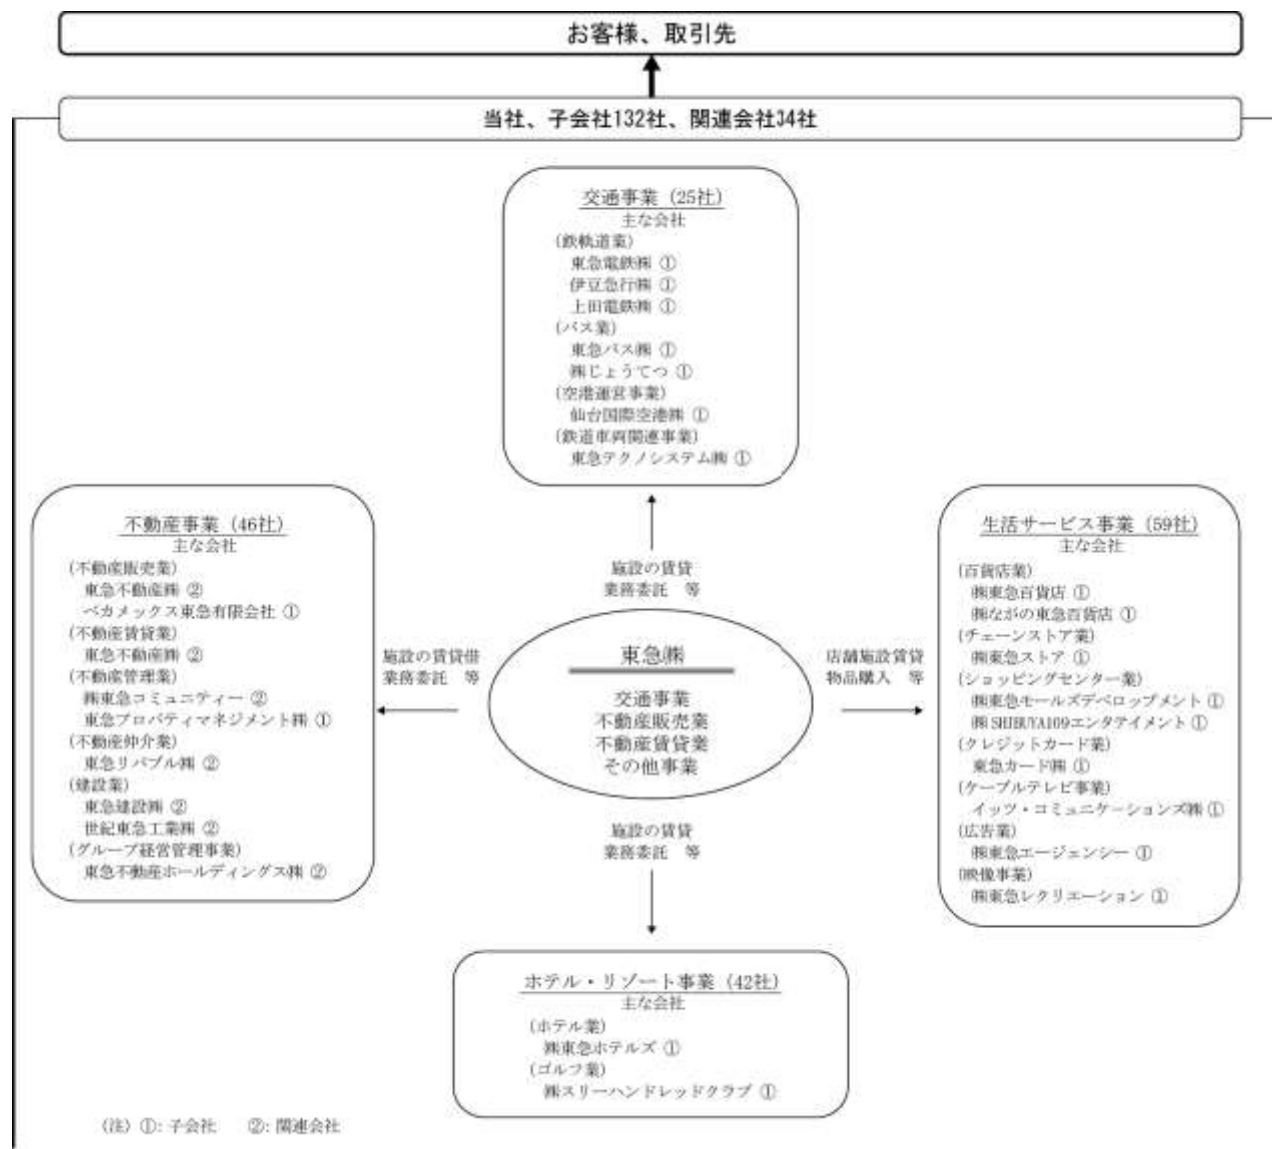 お客様、取引先
当社、子会社132社、関連会社34社
交通事業 (25社)
主な会社
(鉄軌道業)
東急電鉄㈱ ①
伊豆急行㈱ ①
上田電鉄㈱ ①
(バス業)
東急バス㈱ ①
㈱じょうてつ ①
(空港運営事業)
仙台国際空港㈱ ①
(鉄道車両関連事業)
東急テクノシステム㈱ ①
不動産事業 (46社)
主な会社
(不動産販売業)
東急不動産㈱ ②
ベカメックス東急有限会社 ①
(不動産賃貸業)
東急不動産㈱ ②
(不動産管理業)
㈱東急コミュニティー ②
東急プロパティマネジメント㈱ ①
(不動産仲介業)
東急リバブル㈱ ②
(建設業)
東急建設㈱ ②
世紀東急工業㈱ ②
(グループ経営管理事業)
東急不動産ホールディングス㈱ ②
施設の賃貸
業務委託　等
施設の賃貸借
業務委託　等
東急㈱
交通事業
不動産販売業
不動産賃貸業
その他事業
店舗施設賃貸
物品購入　等
施設の賃貸
業務委託　等
生活サービス事業 (59社)
主な会社
(百貨店業)
㈱東急百貨店 ①
㈱ながの東急百貨店 ①
(チェーンストア業)
㈱東急ストア ①
(ショッピングセンター業)
㈱東急モールズデベロップメント ①
㈱SHIBUYA109エンタテイメント ①
(クレジットカード業)
東急カード㈱ ①
(ケーブルテレビ事業)
イッツ・コミュニケーションズ㈱ ①
(広告業)
㈱東急エージェンシー ①
(映像事業)
㈱東急レクリエーション ①
ホテル・リゾート事業 (42社)
主な会社
(ホテル業)
㈱東急ホテルズ ①
(ゴルフ業)
㈱スリーハンドレッドクラブ ①
(注) ①: 子会社　②: 関連会社